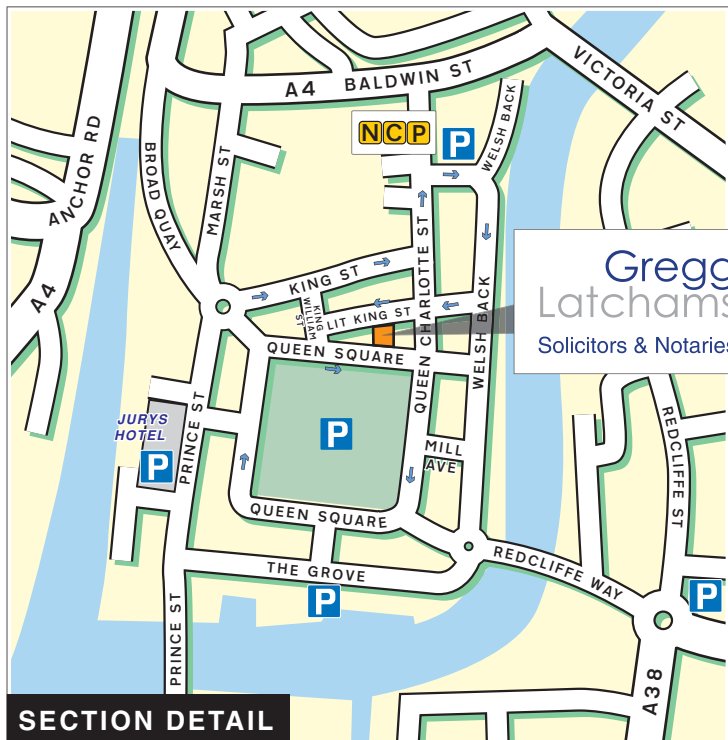 A4 BALDWIN ST
VICTORIA ST
ANCHOR RD
A4
BROAD QUAY
MARSH ST
NCP
P
WELSH BACK
KING ST
KING
WILLIAM
ST
LIT KING ST
QUEEN CHARLOTTE ST
WELSH BACK
Gregg
Latchams
Solicitors & Notaries
QUEEN SQUARE
JURYS
HOTEL
P
PRINCE ST
P
MILL
AVE
REDCLIFFE ST
QUEEN SQUARE
THE GROVE
P
REDCLIFFE WAY
P
PRINCE ST
A38
SECTION DETAIL